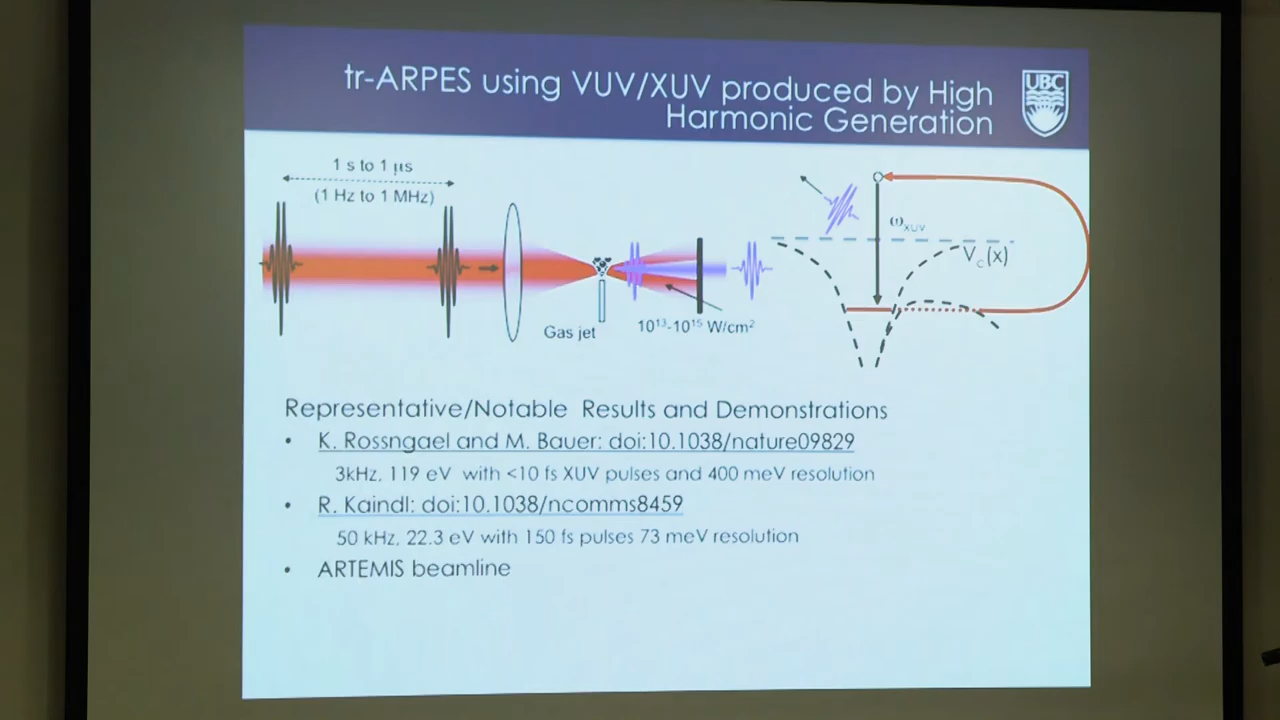 tr-ARPES using VUV/XUV produced by High
Harmonic Generation
UBC
1 s to 1 μs
(1 Hz to 1 MHz)
Gas jet
10¹³-10¹⁵ W/cm²
ωXUV
Vc(x)
Representative/Notable Results and Demonstrations
• K. Rossngael and M. Bauer: doi:10.1038/nature09829
3kHz, 119 eV with <10 fs XUV pulses and 400 meV resolution
• R. Kaindl: doi:10.1038/ncomms8459
50 kHz, 22.3 eV with 150 fs pulses 73 meV resolution
• ARTEMIS beamline